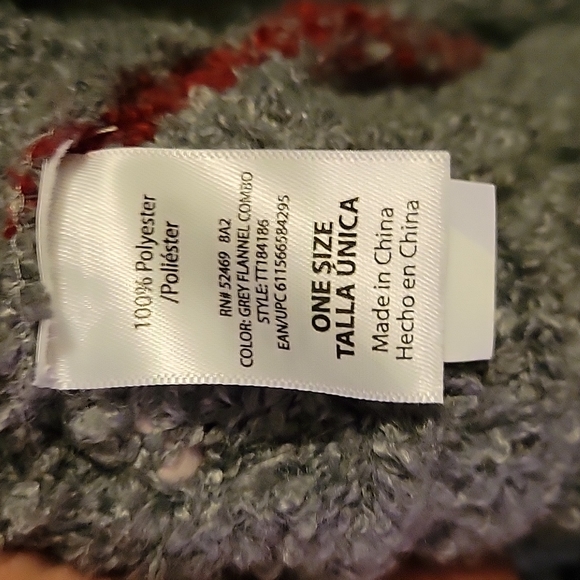 100% Polyester
/Poliéster
RN# 52469 8A2
COLOR: GREY FLANNEL COMBO
STYLE: TT184186
EAN/UPC 611566584295
ONE SIZE
TALLA ÚNICA
Made in China
Hecho en China